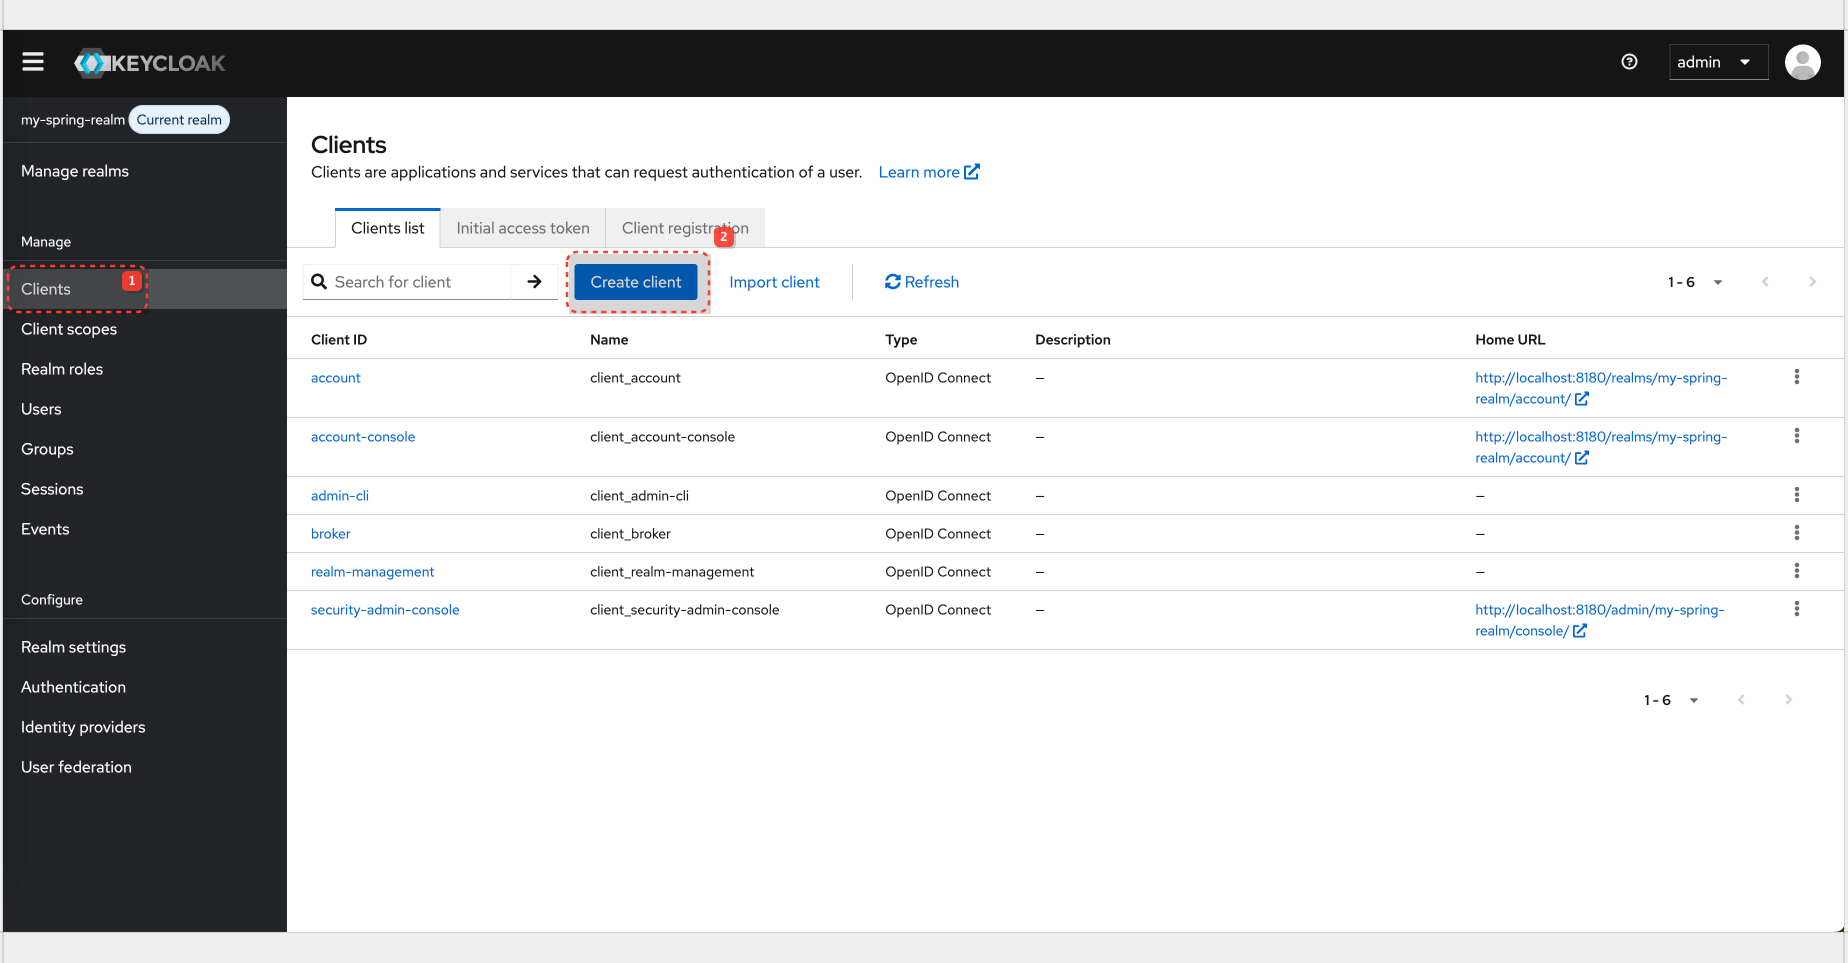 KEYCLOAK
admin
my-spring-realm Current realm
Manage realms
Manage
Clients 1
Client scopes
Realm roles
Users
Groups
Sessions
Events
Configure
Realm settings
Authentication
Identity providers
User federation
Clients
Clients are applications and services that can request authentication of a user. Learn more
Clients list Initial access token Client registration
2
Search for client Create client Import client Refresh 1 - 6
Client ID Name Type Description Home URL
account client_account OpenID Connect – http://localhost:8180/realms/my-spring-
realm/account/
account-console client_account-console OpenID Connect – http://localhost:8180/realms/my-spring-
realm/account/
admin-cli client_admin-cli OpenID Connect – –
broker client_broker OpenID Connect – –
realm-management client_realm-management OpenID Connect – –
security-admin-console client_security-admin-console OpenID Connect – http://localhost:8180/admin/my-spring-
realm/console/
1 - 6